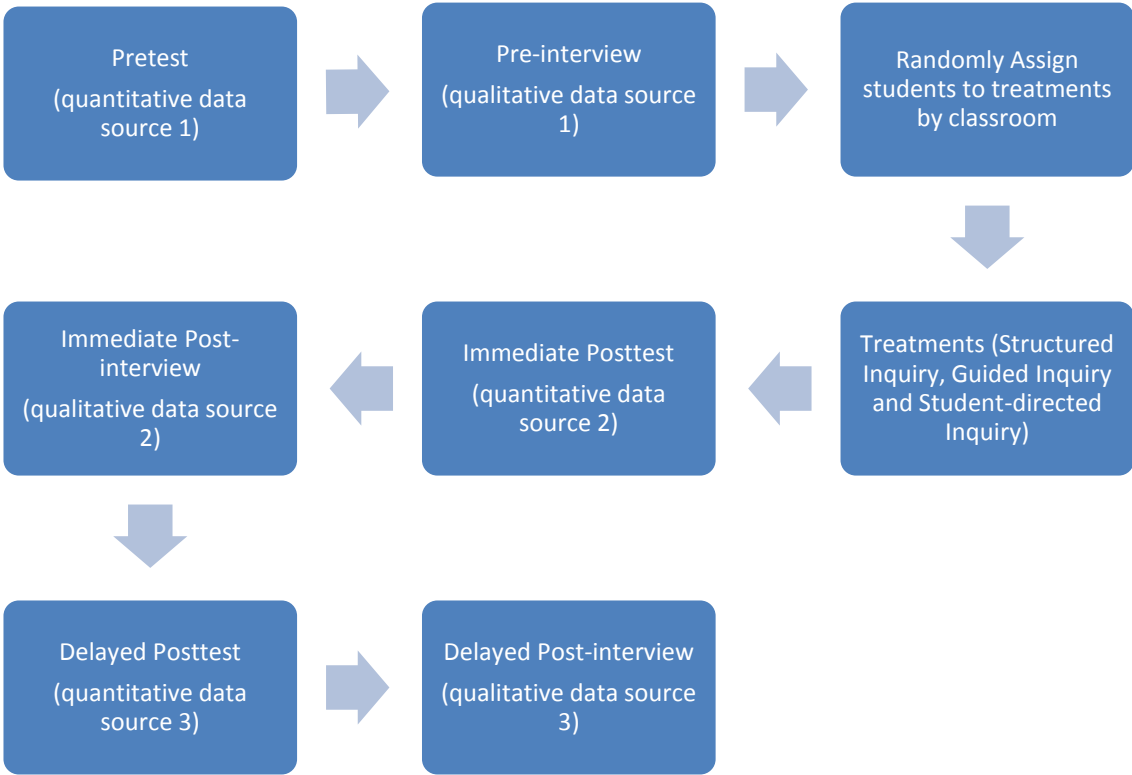 Pretest
(quantitative data
source 1)
Pre-interview
(qualitative data source
1)
Randomly Assign
students to treatments
by classroom
Treatments (Structured
Inquiry, Guided Inquiry
and Student-directed
Inquiry)
Immediate Posttest
(quantitative data
source 2)
Immediate Post-
interview
(qualitative data source
2)
Delayed Posttest
(quantitative data
source 3)
Delayed Post-interview
(qualitative data source
3)